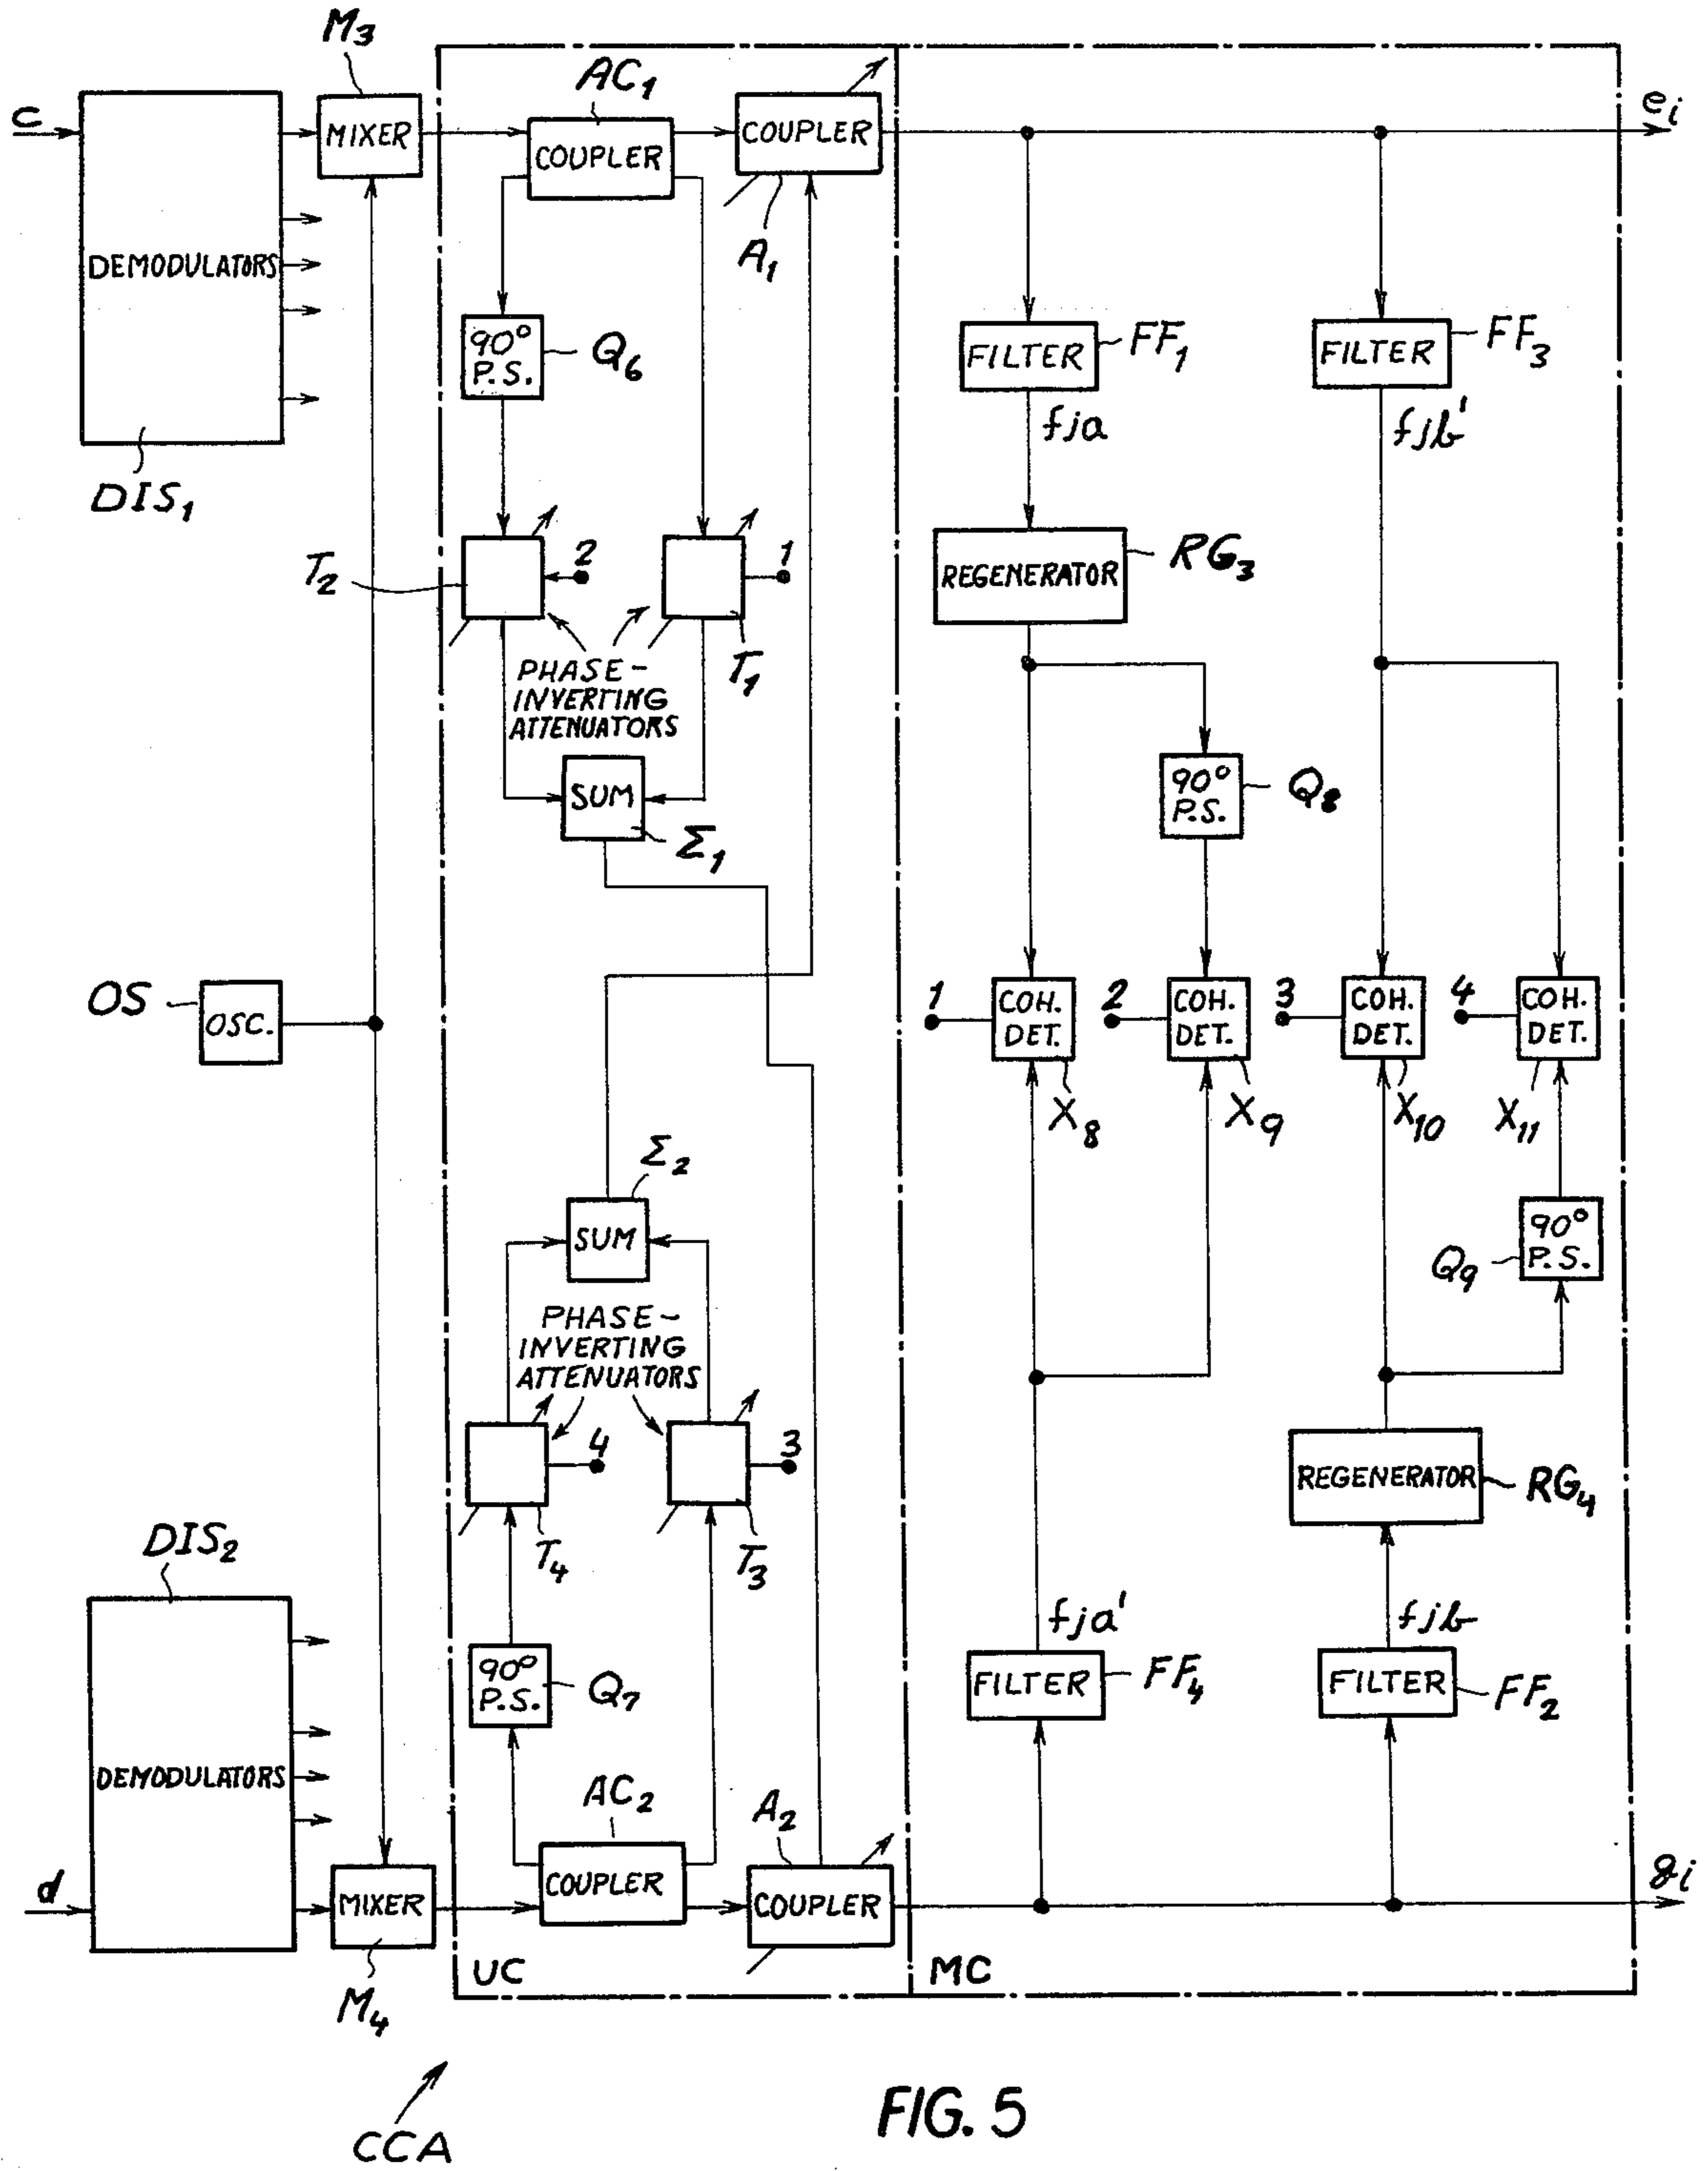 M₃
AC₁
c
MIXER
COUPLER
COUPLER
eᵢ
A₁
DEMODULATORS
90°
P.S.
Q₆
FILTER
FF₁
FILTER
FF₃
fja
fjb'
DIS₁
T₂
2
1
REGENERATOR
RG₃
PHASE-
INVERTING
ATTENUATORS
T₁
SUM
Σ₁
90°
P.S.
Q₈
OS
OSC.
1
COH.
DET.
2
COH.
DET.
3
COH.
DET.
4
COH.
DET.
X₈
X₉
X₁₀
X₁₁
Σ₂
SUM
90°
P.S.
Q₉
PHASE-
INVERTING
ATTENUATORS
4
3
REGENERATOR
RG₄
T₄
T₃
DIS₂
fja'
fjb
90°
P.S.
Q₇
FILTER
FF₄
FILTER
FF₂
DEMODULATORS
AC₂
A₂
d
MIXER
COUPLER
COUPLER
gᵢ
M₄
UC
MC
CCA
FIG. 5